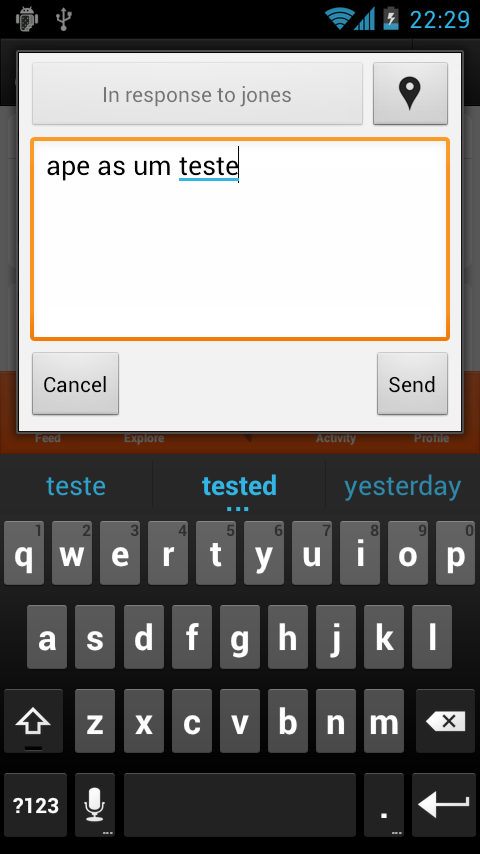 22:29
In response to jones
ape as um teste
Cancel Send
Feed Explore Activity Profile
teste tested yesterday
1 2 3 4 5 6 7 8 9 0
q w e r t y u i o p
a s d f g h j k l
z x c v b n m
?123 .